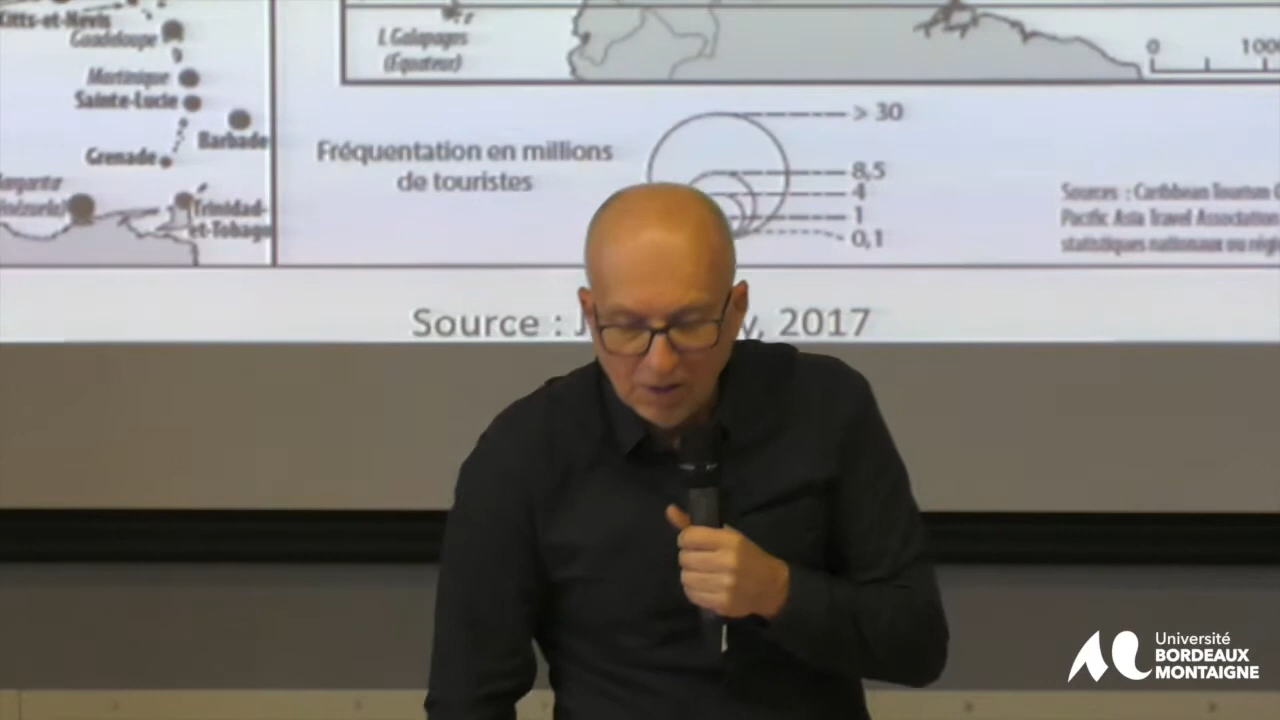 Kitts-et-Nevis
Guadeloupe
Martinique
Sainte-Lucie
Barbade
Grenade
Trinidad-
et-Tobago
I. Galapagos
(Équateur)
0
100
Fréquentation en millions
de touristes
> 30
8,5
4
1
0,1
Sources : Caribbean Tourism
Pacific Asia Travel Association
statistiques nationaux ou
Source :
, 2017
Université
BORDEAUX
MONTAIGNE